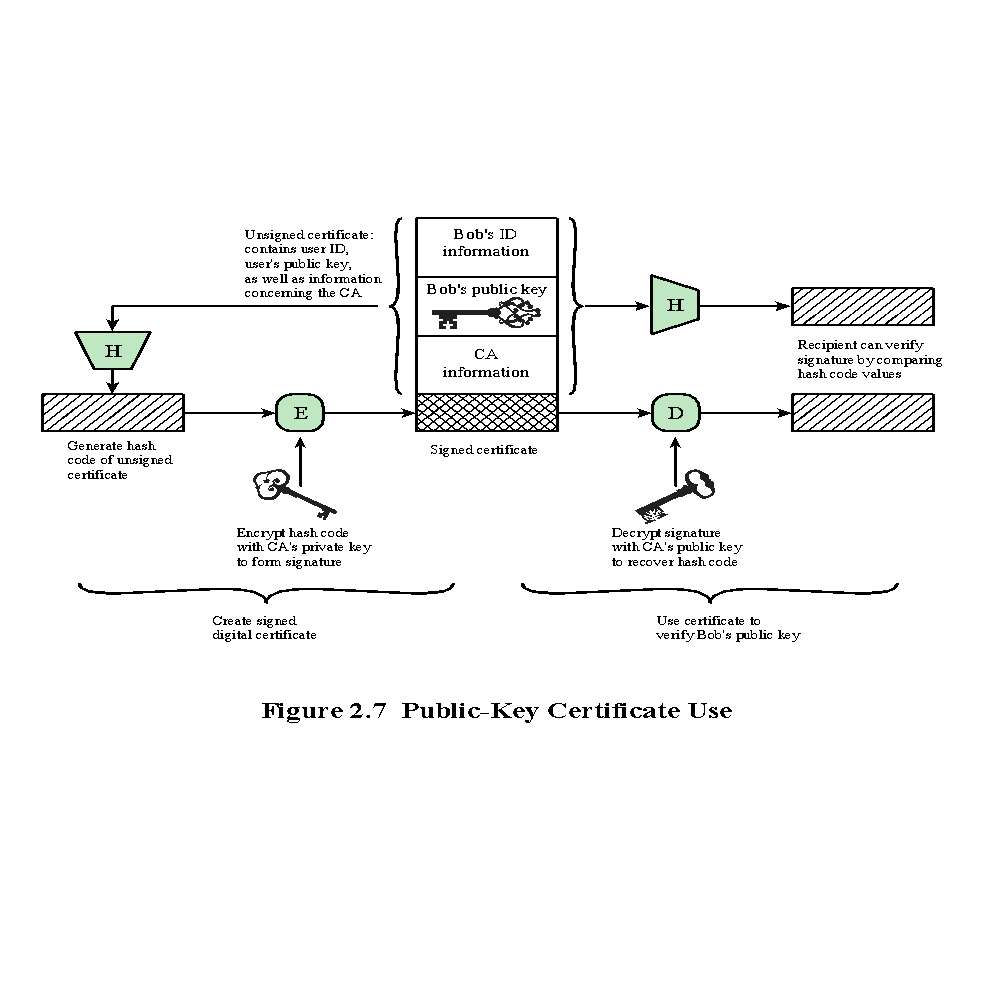 Unsigned certificate:
contains user ID,
user's public key,
as well as information
concerning the CA
Bob's ID
information
Bob's public key
CA
information
H
H
Recipient can verify
signature by comparing
hash code values
Generate hash
code of unsigned
certificate
E
Signed certificate
D
Encrypt hash code
with CA's private key
to form signature
Decrypt signature
with CA's public key
to recover hash code
Create signed
digital certificate
Use certificate to
verify Bob's public key
Figure 2.7 Public-Key Certificate Use